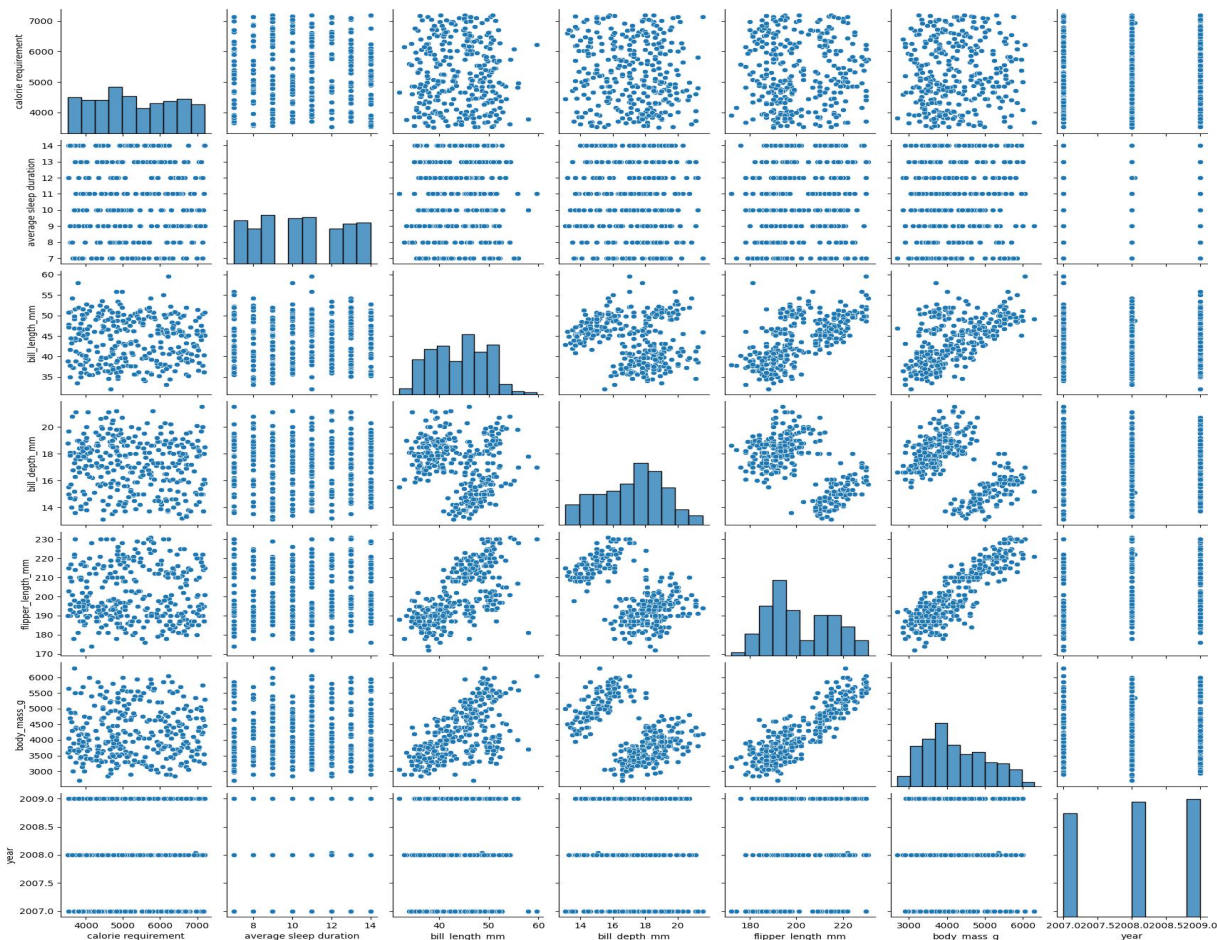 calorie requirement
7000
6000
5000
4000
average sleep duration
14
13
12
11
10
9
8
7
bill_length_mm
60
55
50
45
40
35
bill_depth_mm
20
18
16
14
flipper_length_mm
230
220
210
200
190
180
170
body_mass_g
6000
5500
5000
4500
4000
3500
3000
year
2009.0
2008.5
2008.0
2007.5
2007.0
4000 5000 6000 7000
8 10 12 14
40 50 60
14 16 18 20
180 200 220
3000 4000 5000 6000
2007.02007.52008.02008.52009.0
calorie requirement
average sleep duration
bill_length_mm
bill_depth_mm
flipper_length_mm
body_mass_g
year